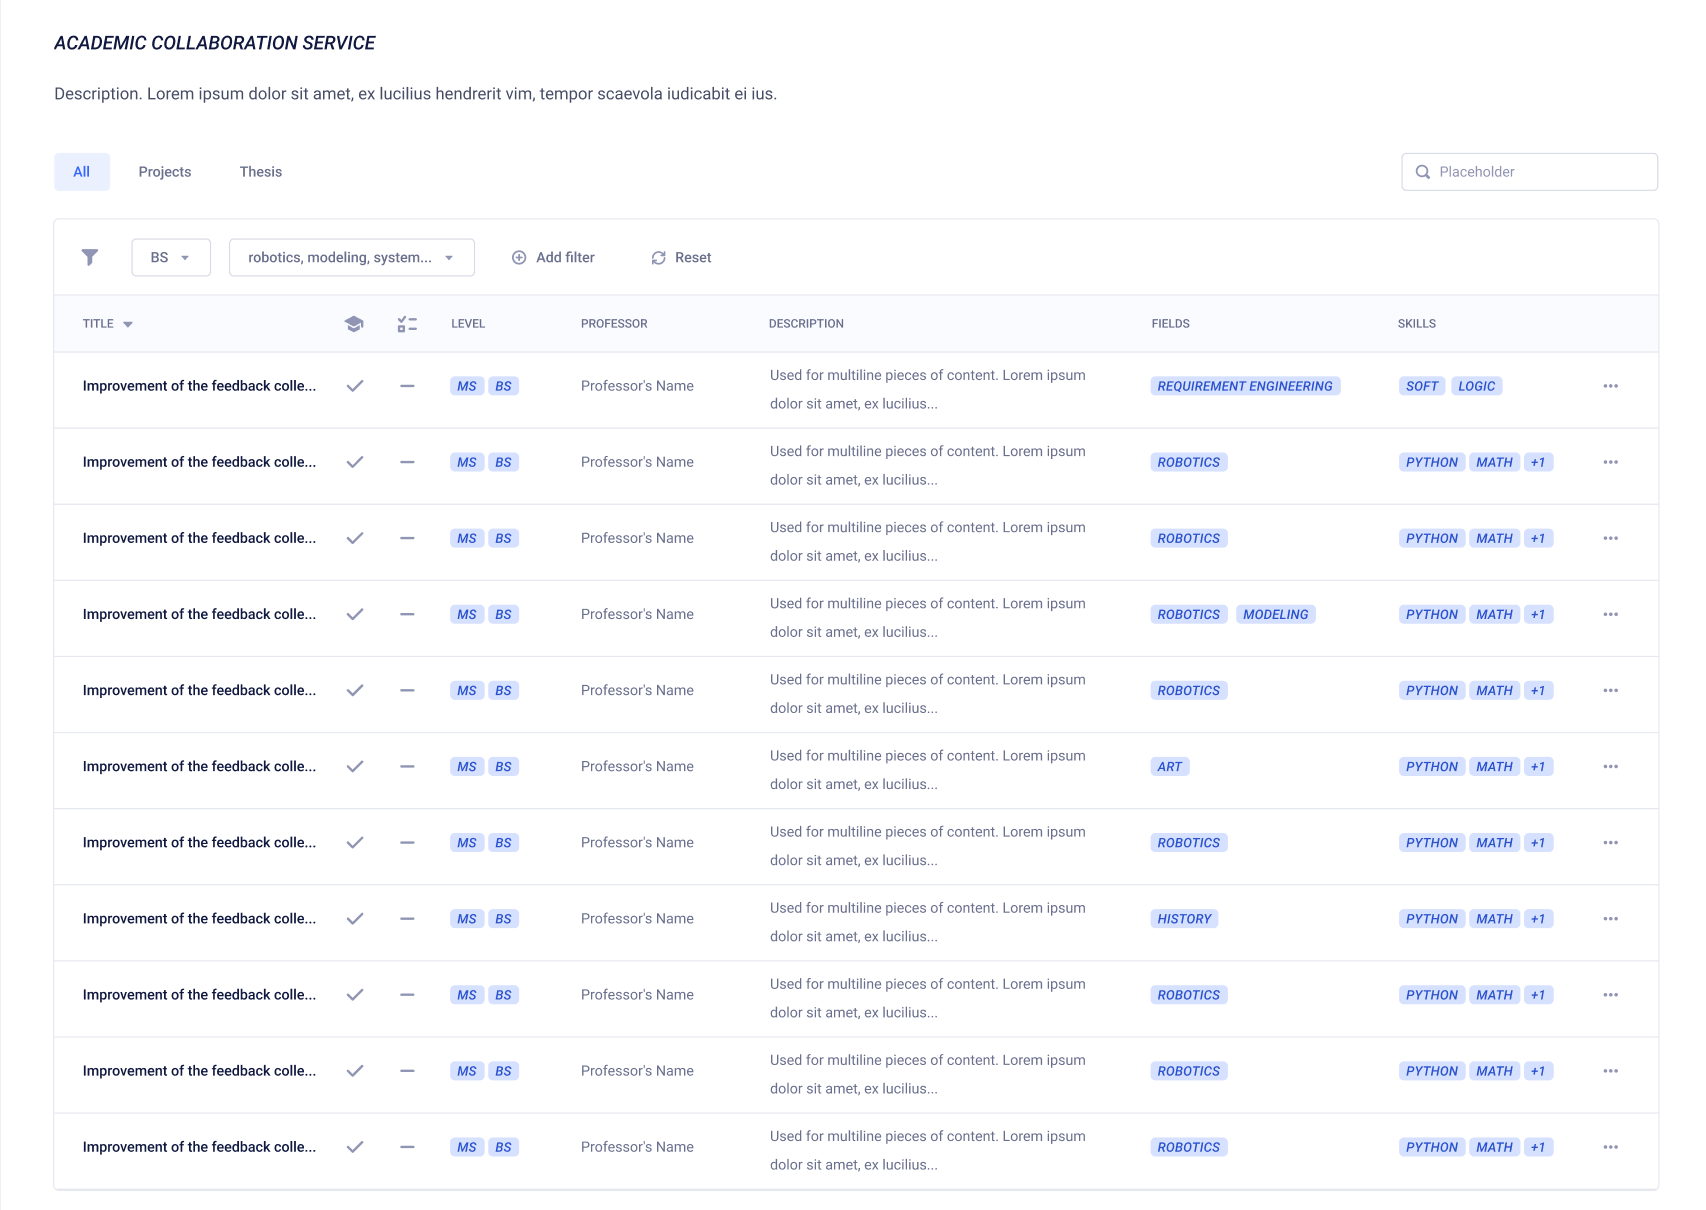 ACADEMIC COLLABORATION SERVICE
Description. Lorem ipsum dolor sit amet, ex lucilius hendrerit vim, tempor scaevola iudicabit ei ius.
All Projects Thesis Placeholder
BS robotics, modeling, system... Add filter Reset
TITLE LEVEL PROFESSOR DESCRIPTION FIELDS SKILLS
Improvement of the feedback colle... MS BS Professor's Name Used for multiline pieces of content. Lorem ipsum REQUIREMENT ENGINEERING SOFT LOGIC
dolor sit amet, ex lucilius...
Improvement of the feedback colle... MS BS Professor's Name Used for multiline pieces of content. Lorem ipsum ROBOTICS PYTHON MATH +1
dolor sit amet, ex lucilius...
Improvement of the feedback colle... MS BS Professor's Name Used for multiline pieces of content. Lorem ipsum ROBOTICS PYTHON MATH +1
dolor sit amet, ex lucilius...
Improvement of the feedback colle... MS BS Professor's Name Used for multiline pieces of content. Lorem ipsum ROBOTICS MODELING PYTHON MATH +1
dolor sit amet, ex lucilius...
Improvement of the feedback colle... MS BS Professor's Name Used for multiline pieces of content. Lorem ipsum ROBOTICS PYTHON MATH +1
dolor sit amet, ex lucilius...
Improvement of the feedback colle... MS BS Professor's Name Used for multiline pieces of content. Lorem ipsum ART PYTHON MATH +1
dolor sit amet, ex lucilius...
Improvement of the feedback colle... MS BS Professor's Name Used for multiline pieces of content. Lorem ipsum ROBOTICS PYTHON MATH +1
dolor sit amet, ex lucilius...
Improvement of the feedback colle... MS BS Professor's Name Used for multiline pieces of content. Lorem ipsum HISTORY PYTHON MATH +1
dolor sit amet, ex lucilius...
Improvement of the feedback colle... MS BS Professor's Name Used for multiline pieces of content. Lorem ipsum ROBOTICS PYTHON MATH +1
dolor sit amet, ex lucilius...
Improvement of the feedback colle... MS BS Professor's Name Used for multiline pieces of content. Lorem ipsum ROBOTICS PYTHON MATH +1
dolor sit amet, ex lucilius...
Improvement of the feedback colle... MS BS Professor's Name Used for multiline pieces of content. Lorem ipsum ROBOTICS PYTHON MATH +1
dolor sit amet, ex lucilius...